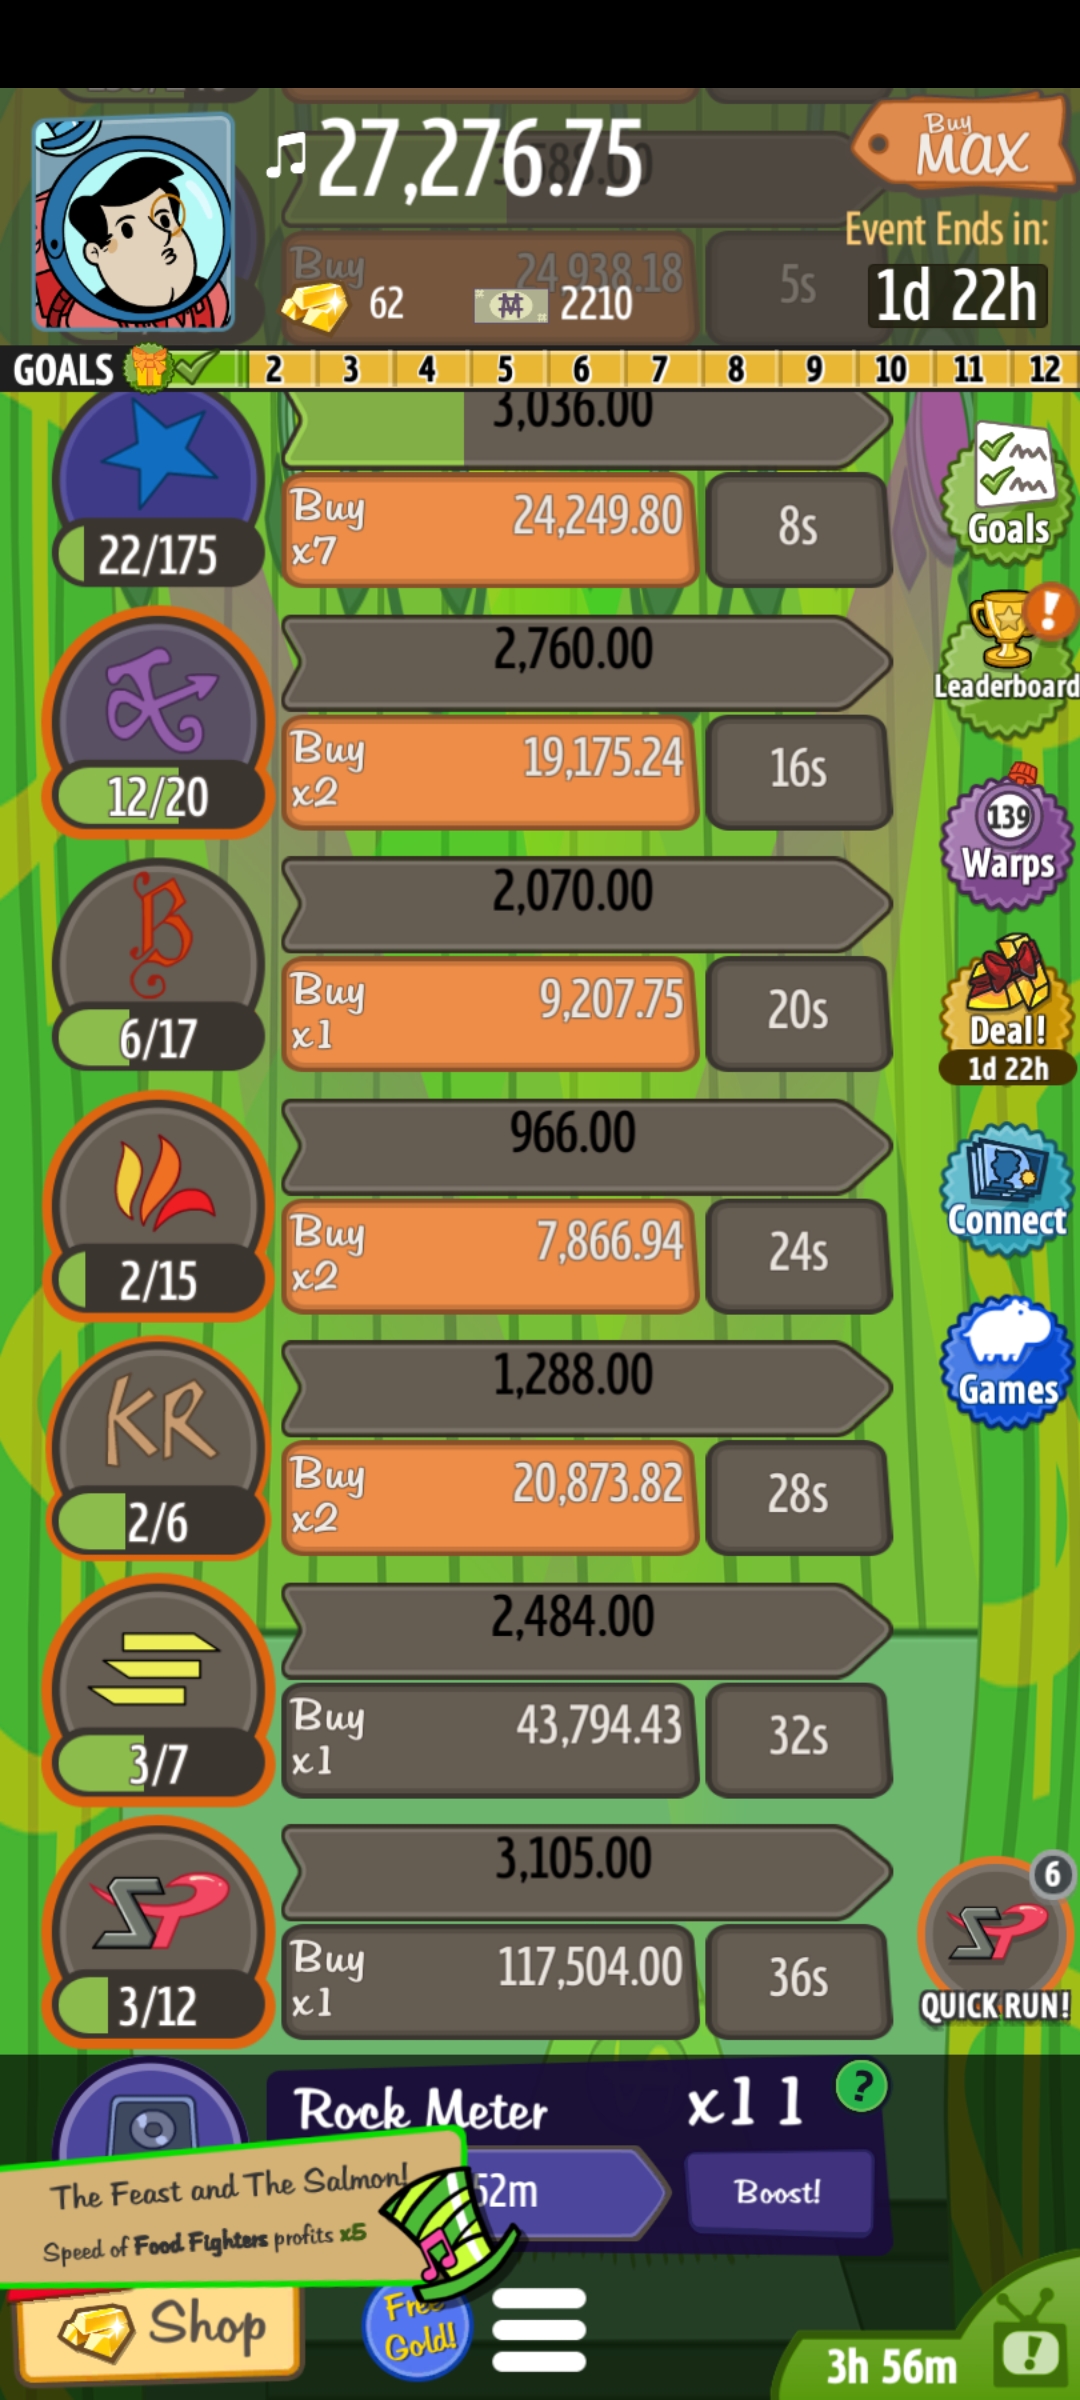 27,276.75
Buy
MAX
Event Ends in:
1d 22h
Buy
24,938.18
5s
62
2210
GOALS
2 3 4 5 6 7 8 9 10 11 12
3,036.00
22/175
Buy
x7
24,249.80
8s
Goals
2,760.00
12/20
Buy
x2
19,175.24
16s
!
Leaderboard
2,070.00
6/17
Buy
x1
9,207.75
20s
139
Warps
Deal!
1d 22h
966.00
2/15
Buy
x2
7,866.94
24s
Connect
KR
1,288.00
2/6
Buy
x2
20,873.82
28s
Games
2,484.00
3/7
Buy
x1
43,794.43
32s
SP
3,105.00
3/12
Buy
x1
117,504.00
36s
6
SP
QUICK RUN!
Rock Meter
x11
?
52m
Boost!
The Feast and The Salmon!
Speed of Food Fighters profits x5
Shop
Free
Gold!
3h 56m
!